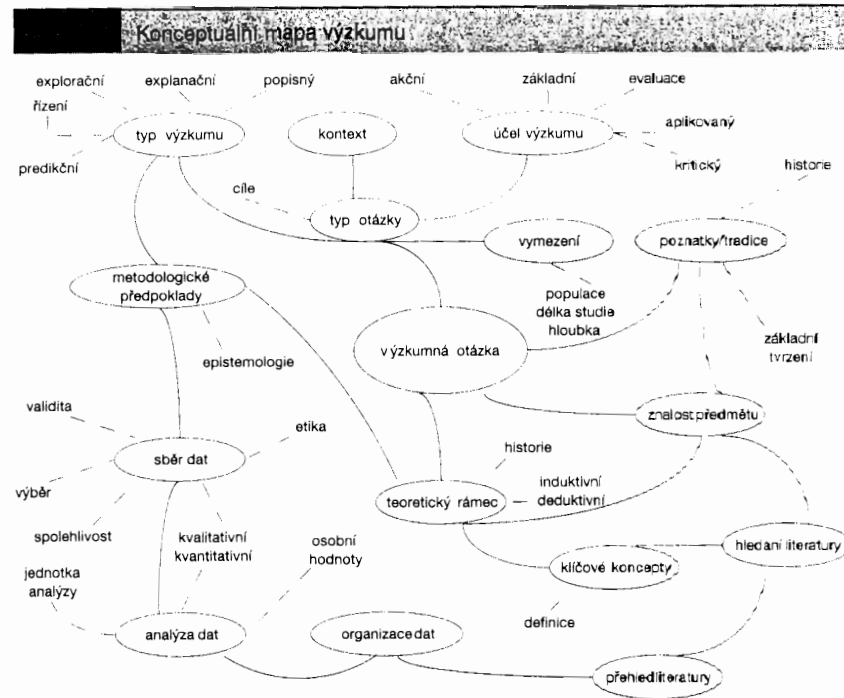 Konceptuální mapa výzkumu
explorační
explanační
popisný
akční
základní
evaluace
řízení
typ výzkumu
kontext
účel výzkumu
aplikovaný
predikční
kritický
historie
cíle
typ otázky
vymezení
poznatky/tradice
metodologické
předpoklady
populace
délka studie
hloubka
výzkumná otázka
základní
tvrzení
epistemologie
validita
etika
znalost předmětu
sběr dat
historie
výběr
teoretický rámec
induktivní
deduktivní
spolehlivost
kvalitativní
kvantitativní
osobní
hodnoty
hledaní literatury
jednotka
analýzy
klíčové koncepty
definice
analýza dat
organizace dat
přehled literatury